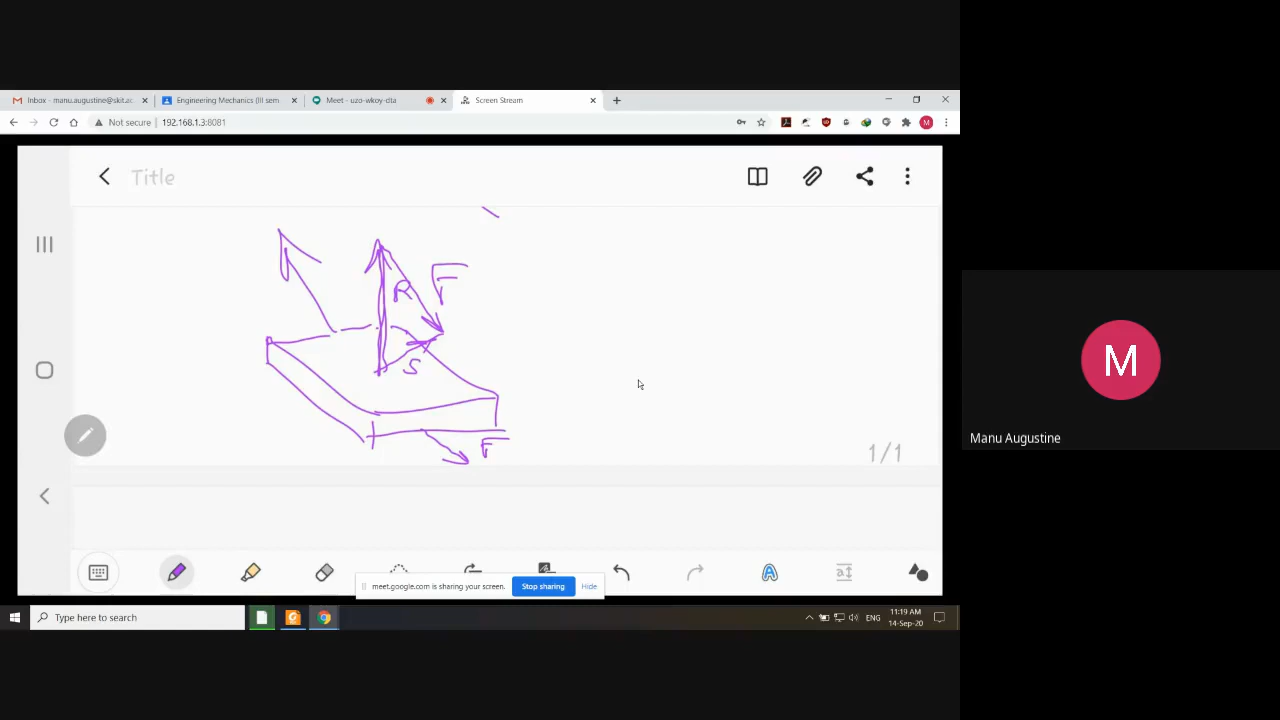 Inbox - manu.augustine@skit.ac.
Engineering Mechanics (III sem
Meet - uzo-wkoy-dta
Screen Stream
Not secure | 192.168.1.3:8081
Title
R
F
S
F
1/1
M
Manu Augustine
meet.google.com is sharing your screen.
Stop sharing
Hide
Type here to search
ENG
11:19 AM
14-Sep-20